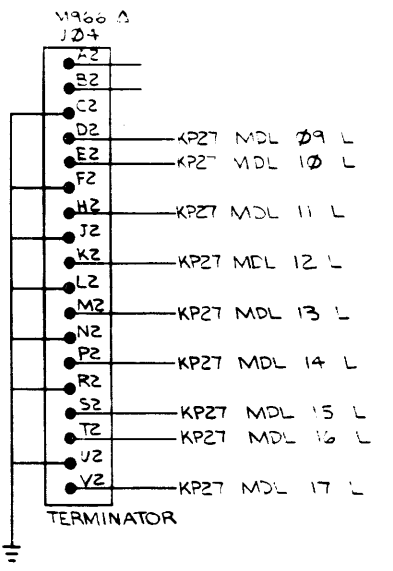 M966 A
J04
A2
B2
C2
D2 KP27 MDL 09 L
E2 KP27 MDL 10 L
F2
H2 KP27 MDL 11 L
J2
K2 KP27 MDL 12 L
L2
M2 KP27 MDL 13 L
N2
P2 KP27 MDL 14 L
R2
S2 KP27 MDL 15 L
T2 KP27 MDL 16 L
U2
V2 KP27 MDL 17 L
TERMINATOR